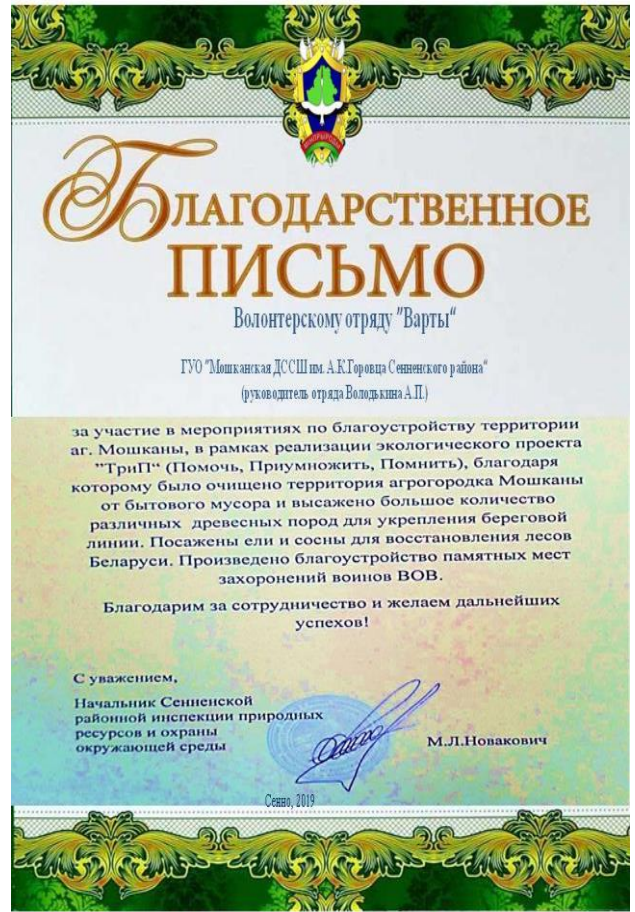 МИНПРИРОДЫ
БЛАГОДАРСТВЕННОЕ
ПИСЬМО
Волонтерскому отряду "Варты"
ГУО "Мошканская ДССШ им. А.К.Горовца Сенненского района"
(руководитель отряда Володькина А.П.)
за участие в мероприятиях по благоустройству территории
аг. Мошканы, в рамках реализации экологического проекта
"ТриП“ (Помочь, Приумножить, Помнить), благодаря
которому было очищено территория агрогородка Мошканы
от бытового мусора и высажено большое количество
различных древесных пород для укрепления береговой
линии. Посажены ели и сосны для восстановления лесов
Беларуси. Произведено благоустройство памятных мест
захоронений воинов ВОВ.
Благодарим за сотрудничество и желаем дальнейших
успехов!
С уважением,
Начальник Сенненской
районной инспекции природных
ресурсов и охраны
окружающей среды
М.Л.Новакович
Сенно, 2019